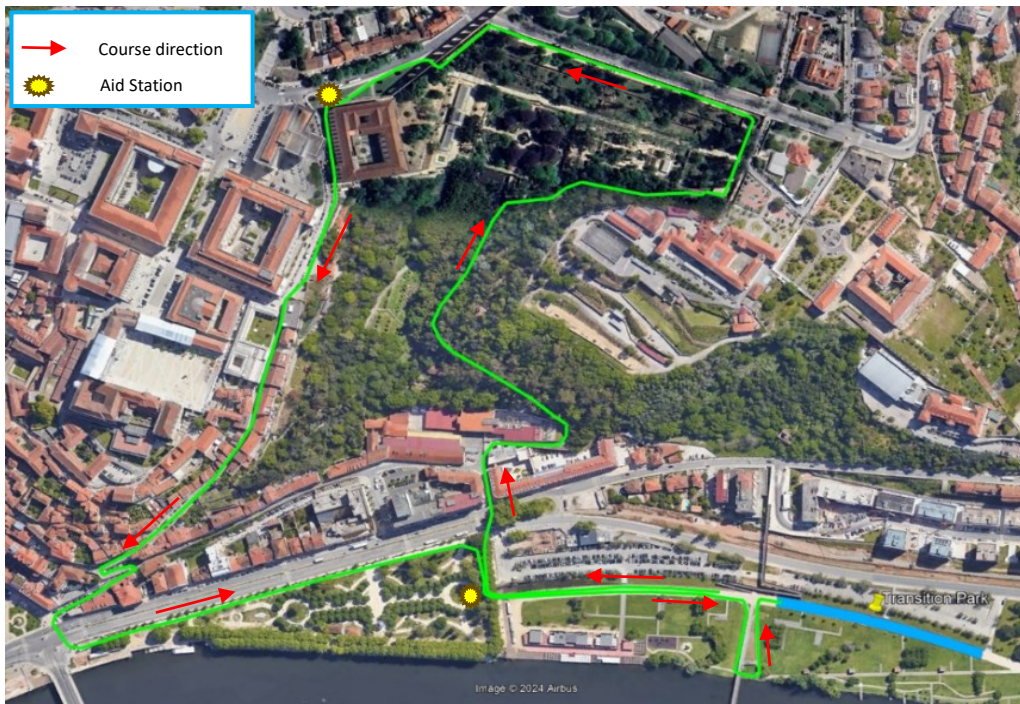 Course direction
Aid Station
Transition Park
Image © 2024 Airbus